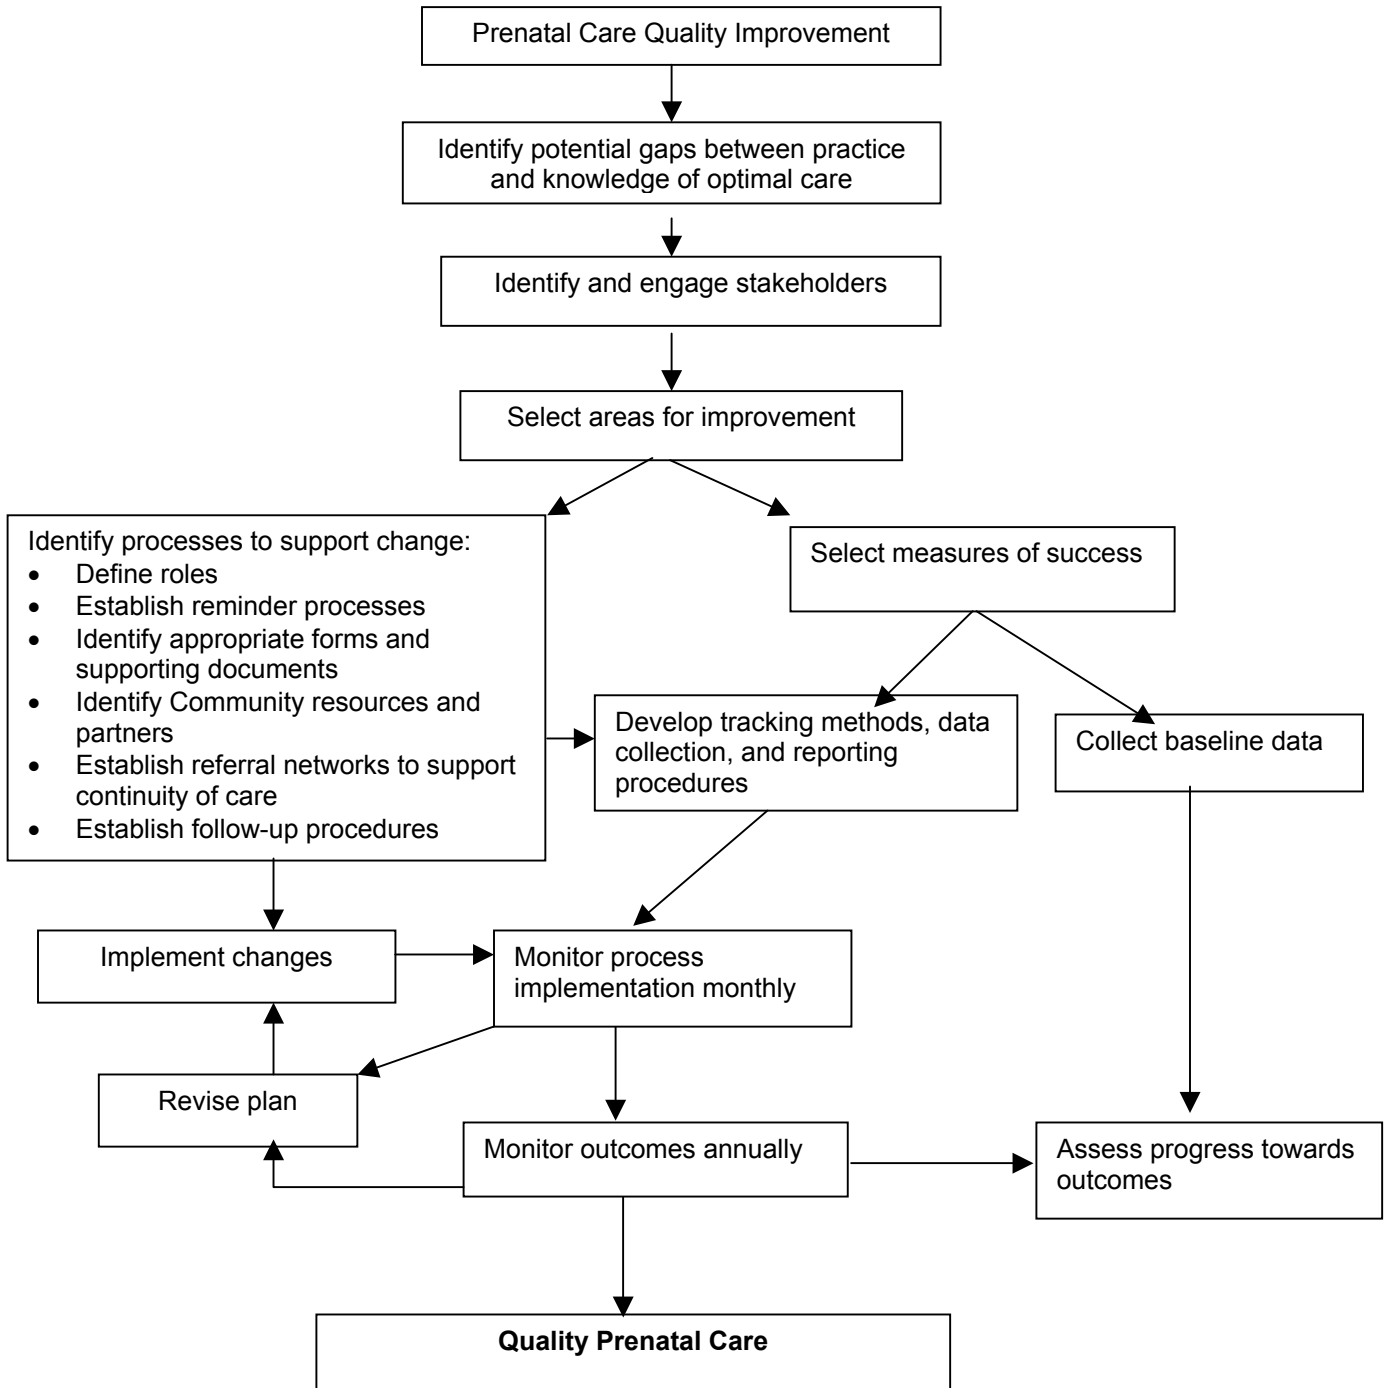 Prenatal Care Quality Improvement
Identify potential gaps between practice
and knowledge of optimal care
Identify and engage stakeholders
Select areas for improvement
Identify processes to support change:
• Define roles
• Establish reminder processes
• Identify appropriate forms and
supporting documents
• Identify Community resources and
partners
• Establish referral networks to support
continuity of care
• Establish follow-up procedures
Select measures of success
Develop tracking methods, data
collection, and reporting
procedures
Collect baseline data
Implement changes
Monitor process
implementation monthly
Revise plan
Monitor outcomes annually
Assess progress towards
outcomes
Quality Prenatal Care